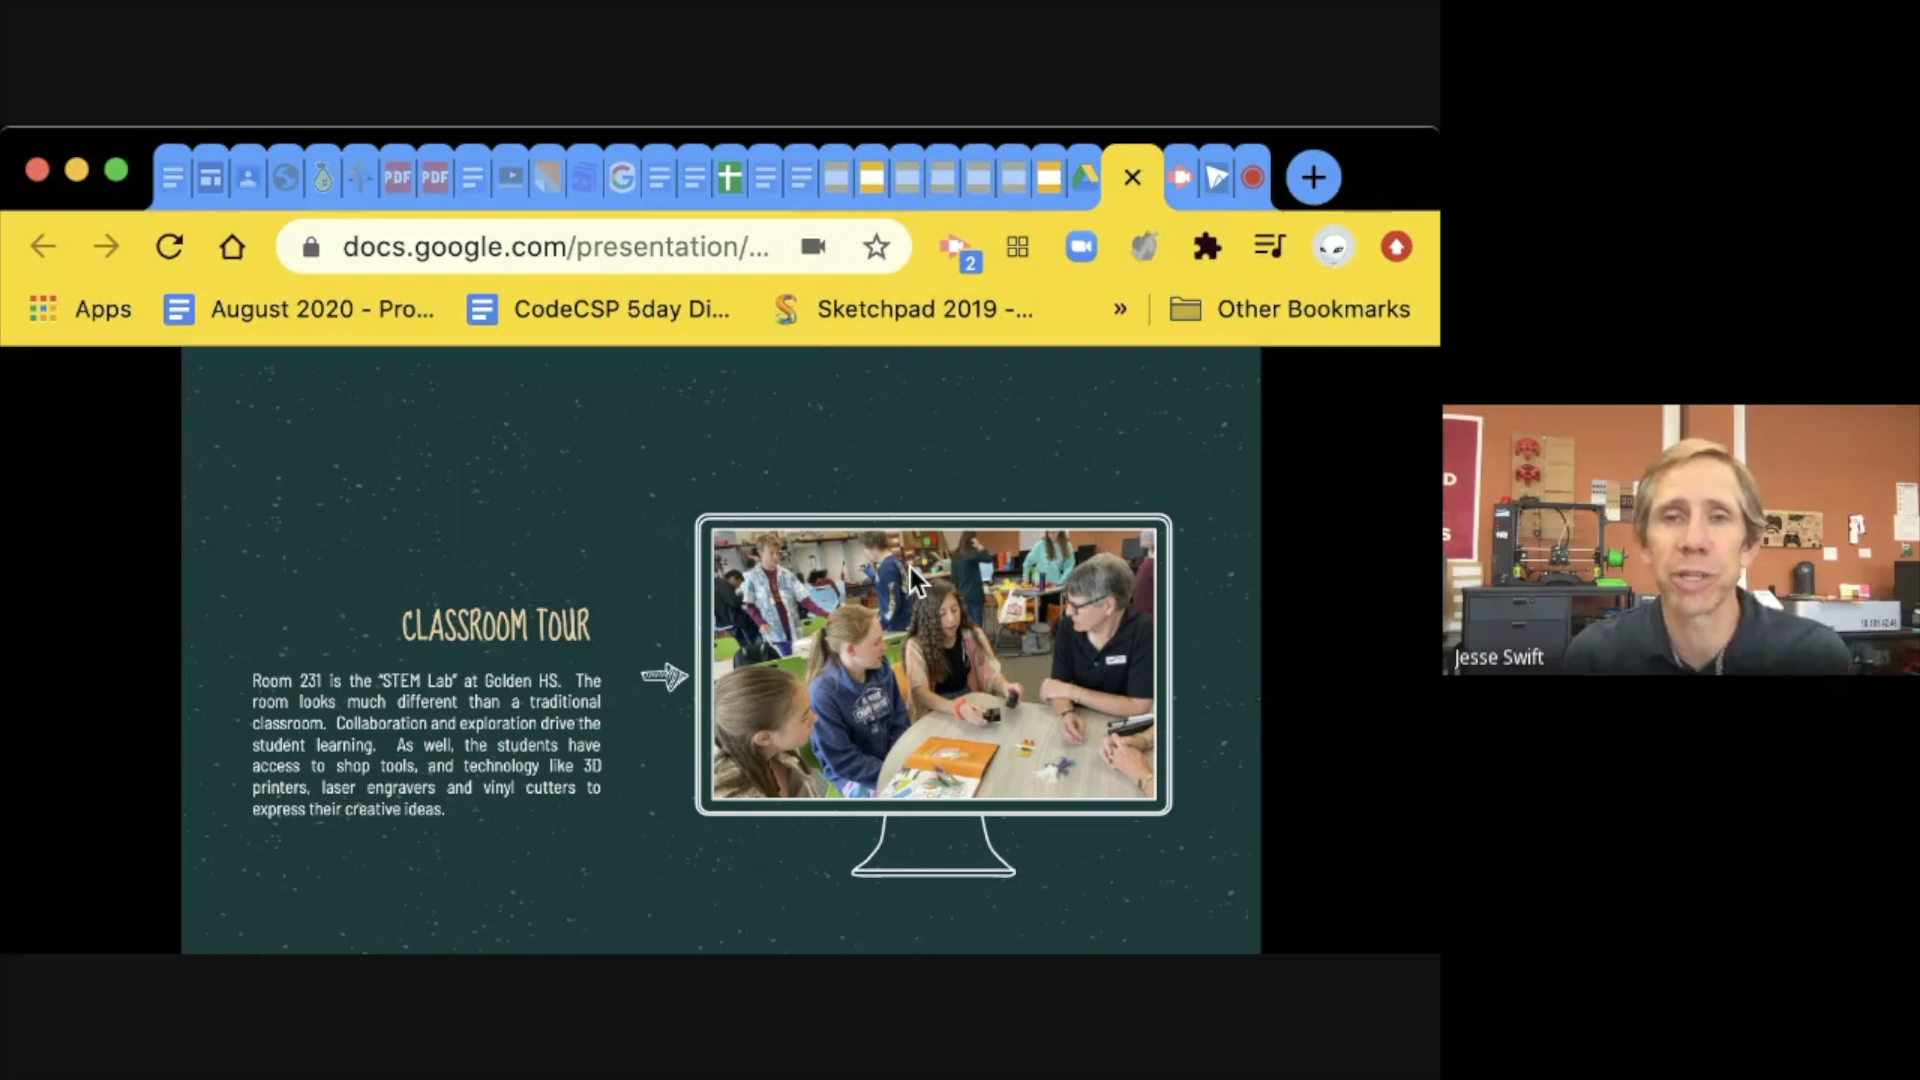 PDF
PDF
docs.google.com/presentation/...
2
Apps
August 2020 - Pro...
CodeCSP 5day Di...
Sketchpad 2019 -...
»
Other Bookmarks
CLASSROOM TOUR
Room 231 is the "STEM Lab" at Golden HS. The
room looks much different than a traditional
classroom. Collaboration and exploration drive the
student learning. As well, the students have
access to shop tools, and technology like 3D
printers, laser engravers and vinyl cutters to
express their creative ideas.
D
S
Jesse Swift